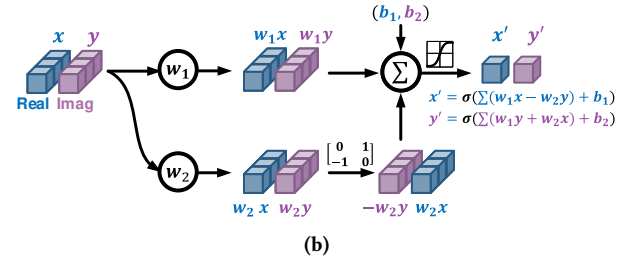 (b₁, b₂)
x y
w₁x w₁y
x′ y′
w₁
Σ
Real Imag
x′ = σ(∑(w₁x − w₂y) + b₁)
y′ = σ(∑(w₁y + w₂x) + b₂)
[0 1
−1 0]
w₂
w₂ x w₂y
−w₂y w₂x
(b)